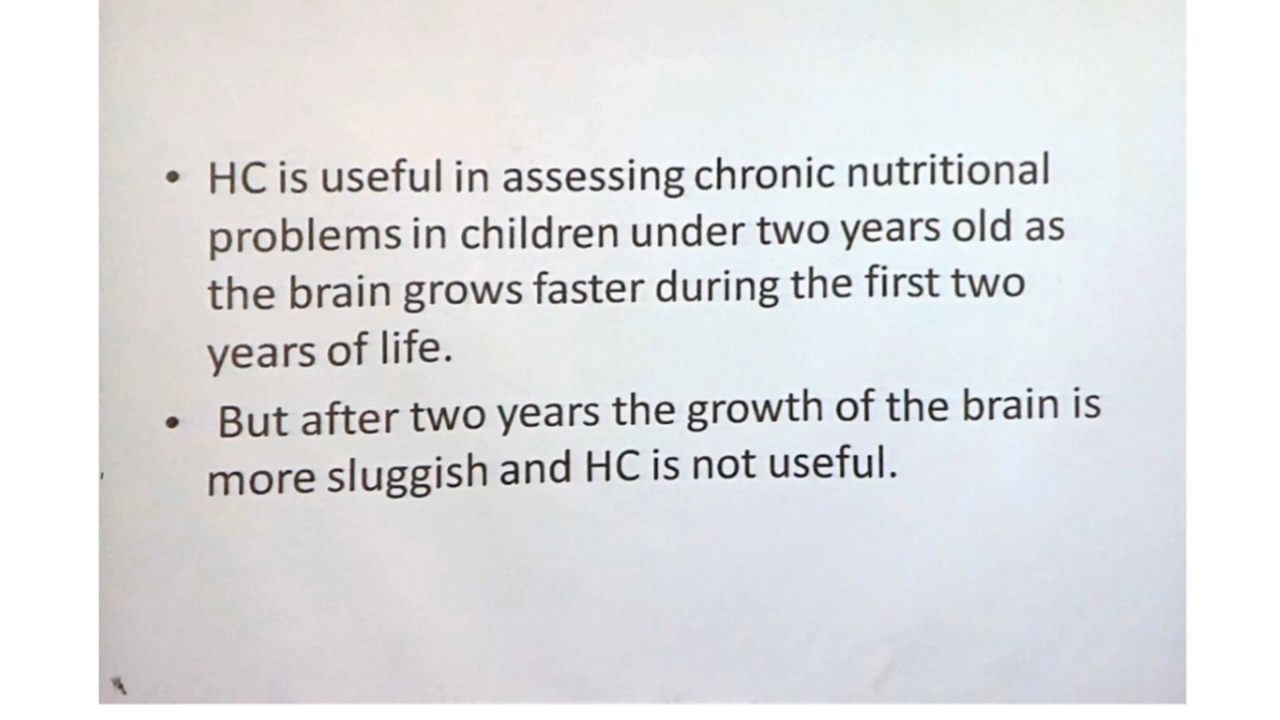 • HC is useful in assessing chronic nutritional
problems in children under two years old as
the brain grows faster during the first two
years of life.
• But after two years the growth of the brain is
more sluggish and HC is not useful.